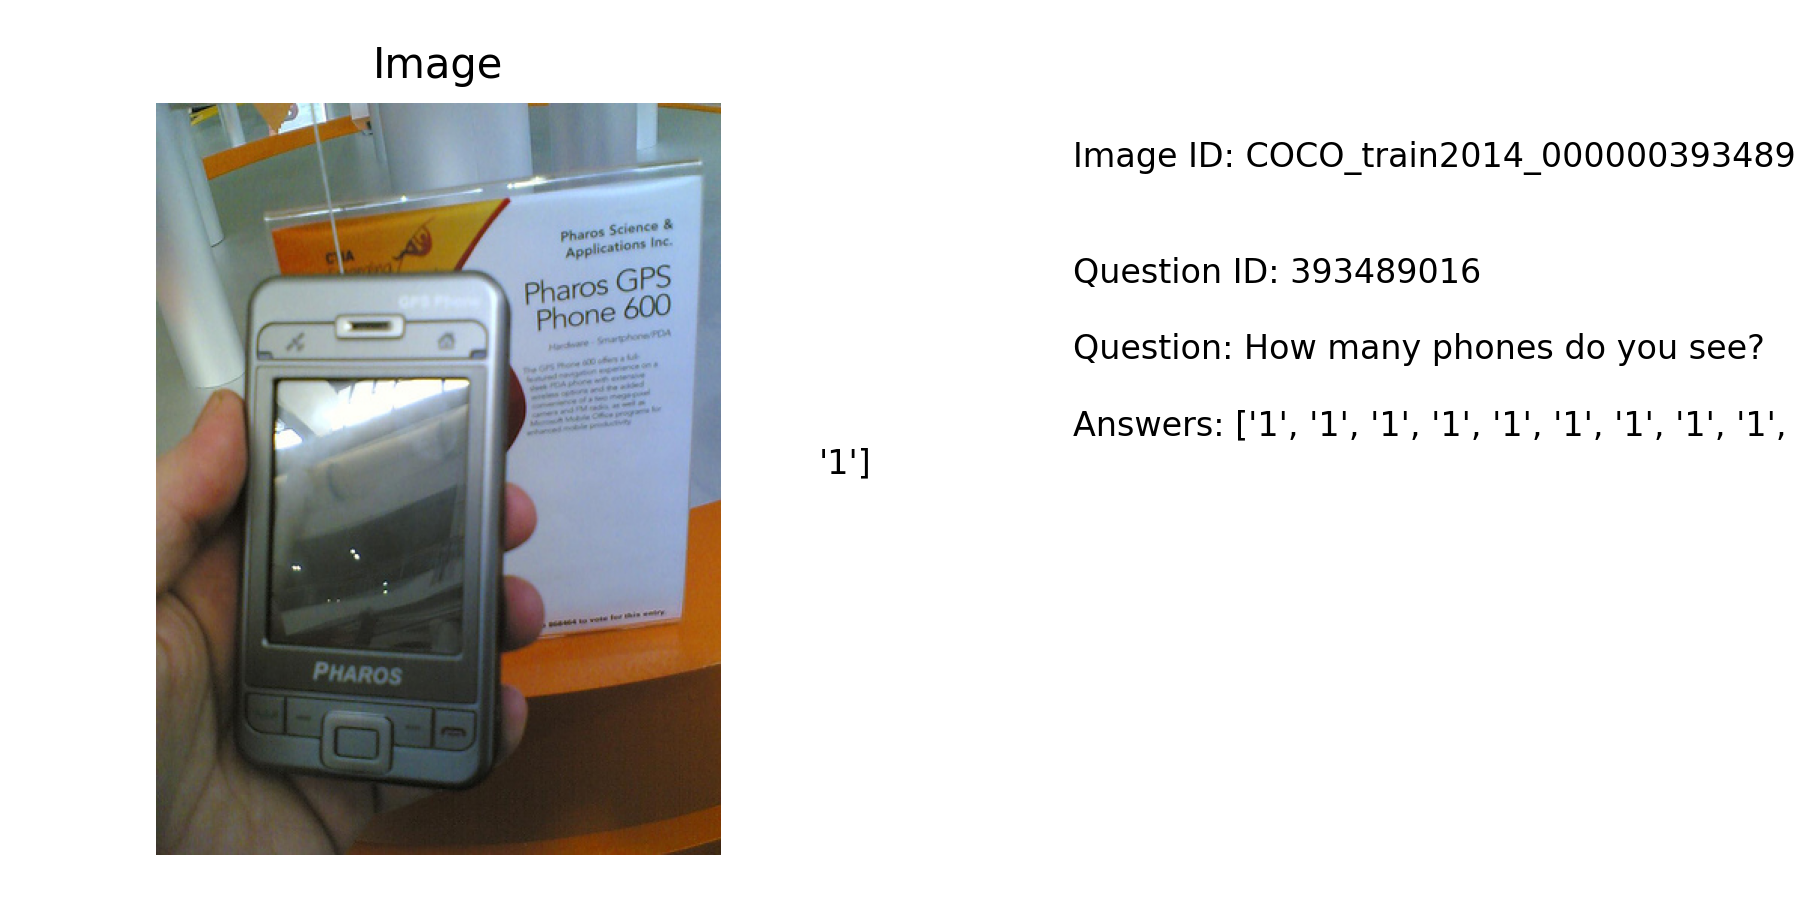 Image
Image ID: COCO_train2014_000000393489
Question ID: 393489016
Question: How many phones do you see?
Answers: ['1', '1', '1', '1', '1', '1', '1', '1', '1',
'1']
Pharos Science &
Applications Inc.
Pharos GPS
Phone 600
Hardware - Smartphone/PDA
The GPS Phone 600 offers a full-
featured navigation experience on a
sleek PDA phone with extensive
wireless options and the added
convenience of a two mega-pixel
camera and FM radio, as well as
Microsoft Mobile Office programs for
enhanced mobile productivity.
to vote for this entry
GPS Phone
PHAROS